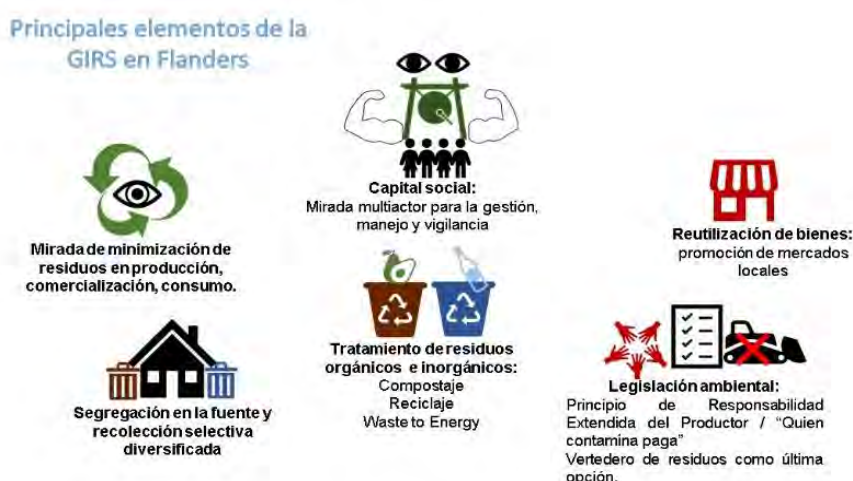 Principales elementos de la
GIRS en Flanders
Capital social:
Mirada multiactor para la gestión,
manejo y vigilancia
Mirada de minimización de
residuos en producción,
comercialización, consumo.
Reutilización de bienes:
promoción de mercados
locales
Segregación en la fuente y
recolección selectiva
diversificada
Tratamiento de residuos
orgánicos e inorgánicos:
Compostaje
Reciclaje
Waste to Energy
Legislación ambiental:
Principio de Responsabilidad
Extendida del Productor / “Quien
contamina paga”
Vertedero de residuos como última
opción.